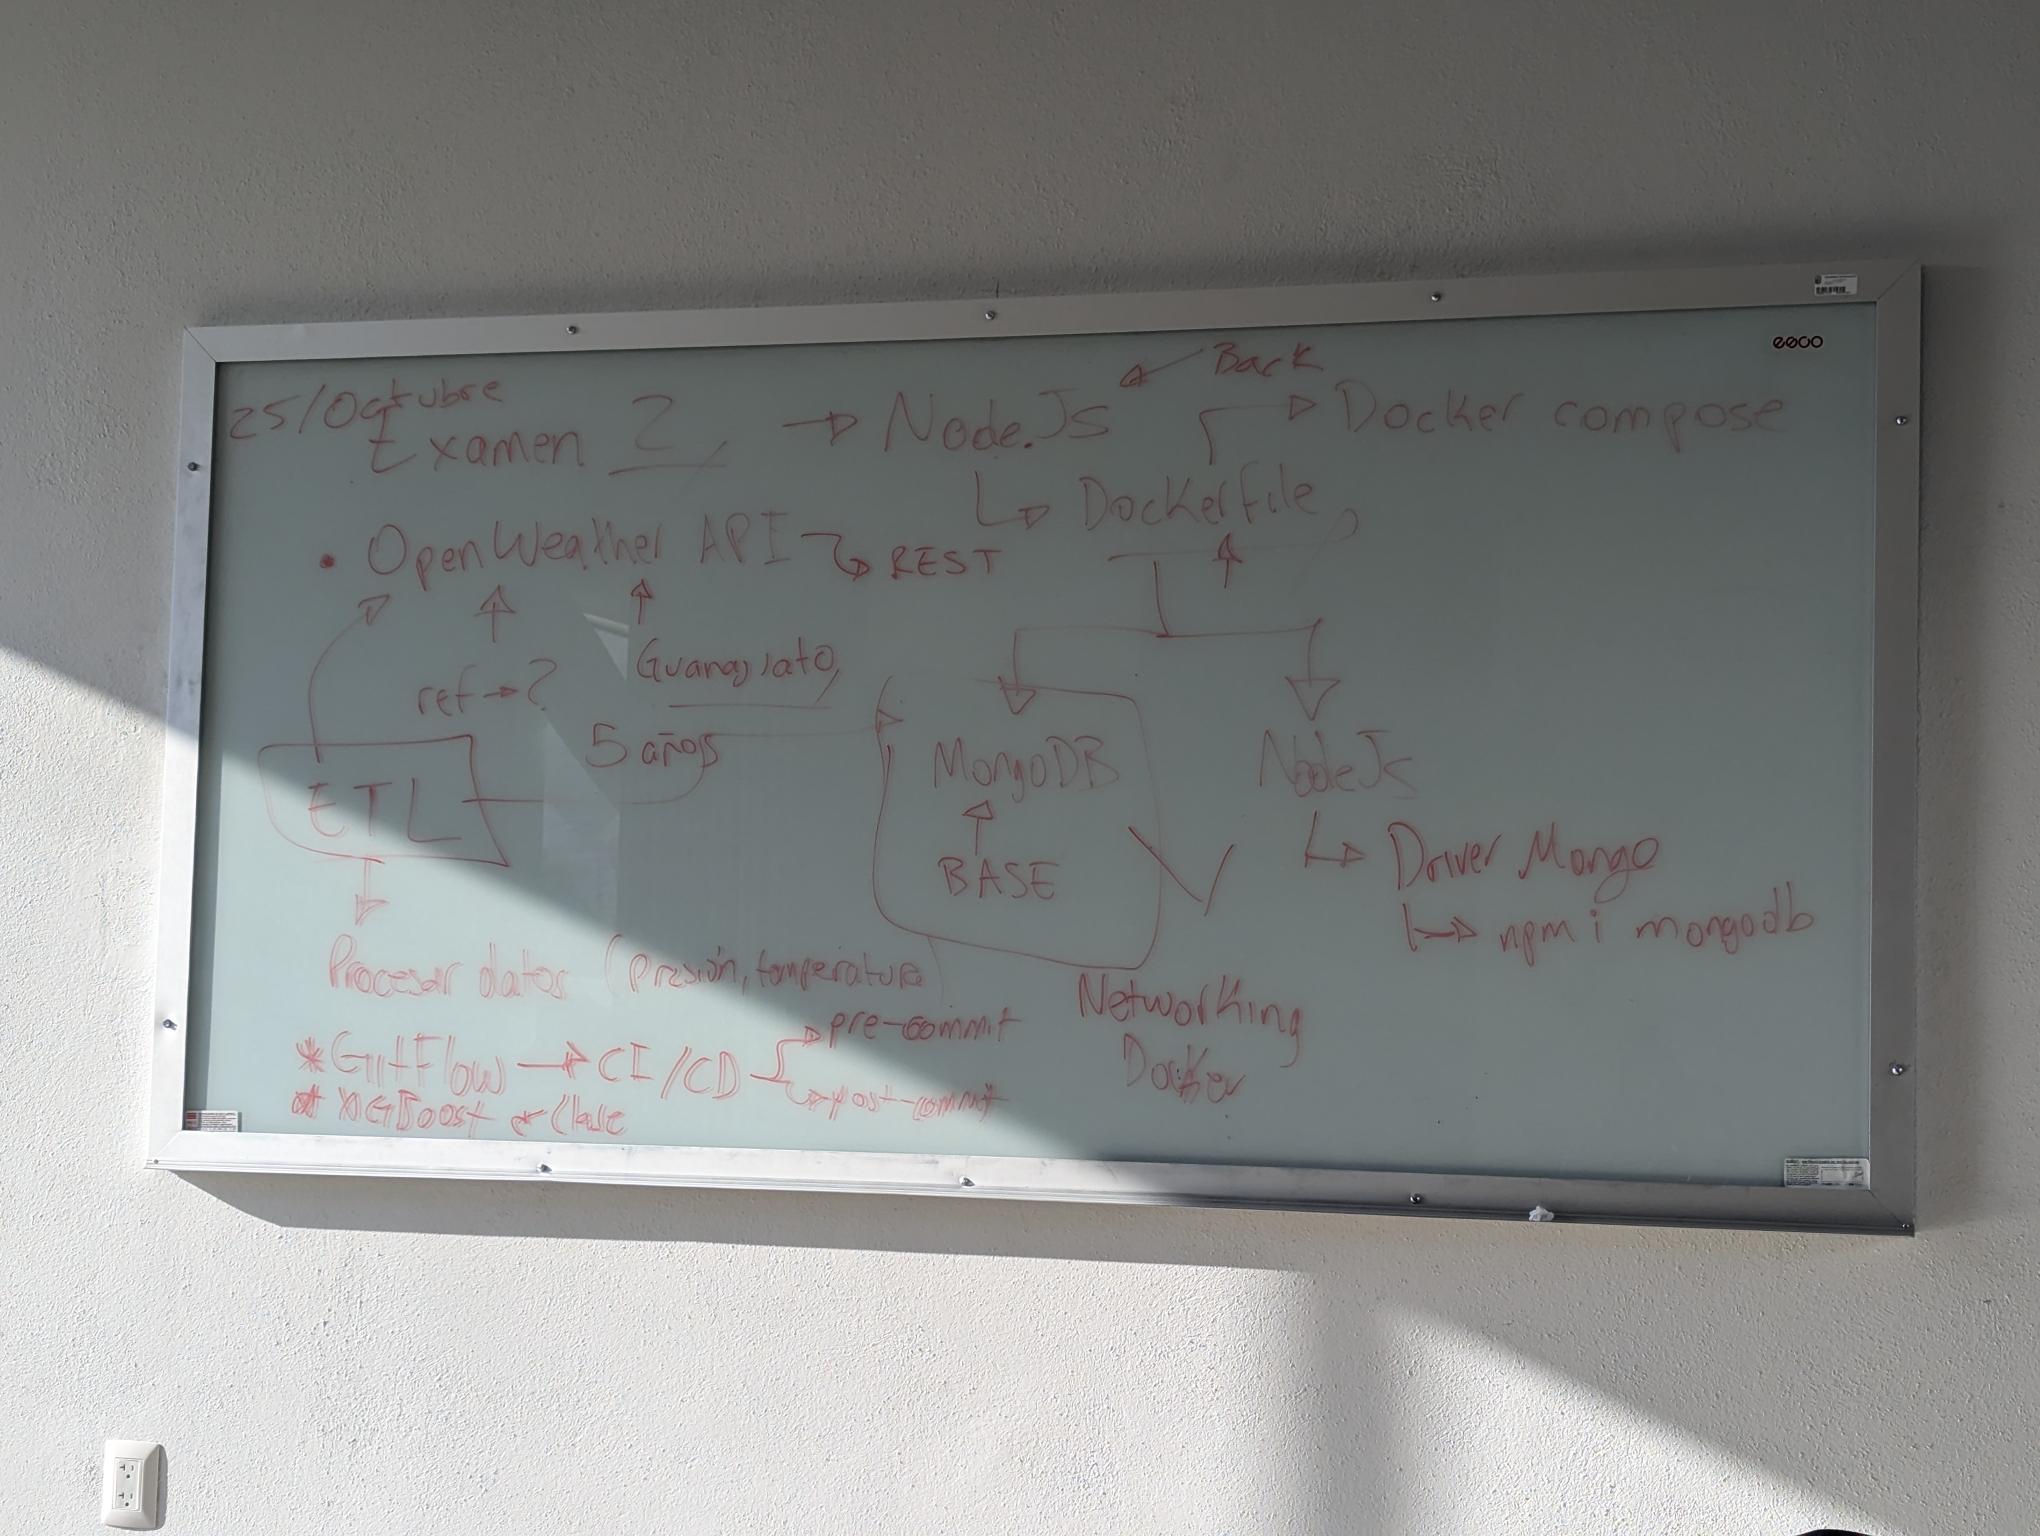 25/Octubre
Examen 2 → Node.Js ← Back
→ Docker compose
→ Dockerfile
• OpenWeather API → REST
ref → ?
Guanajuato
5 años
ETL
MongoDB
BASE
NodeJs
→ Driver Mongo
→ npm i mongodb
Procesar datos (presión, temperatura)
Networking
Docker
* GitFlow → CI/CD → pre-commit
→ post-commit
* XGBoost ← Clase
eeco